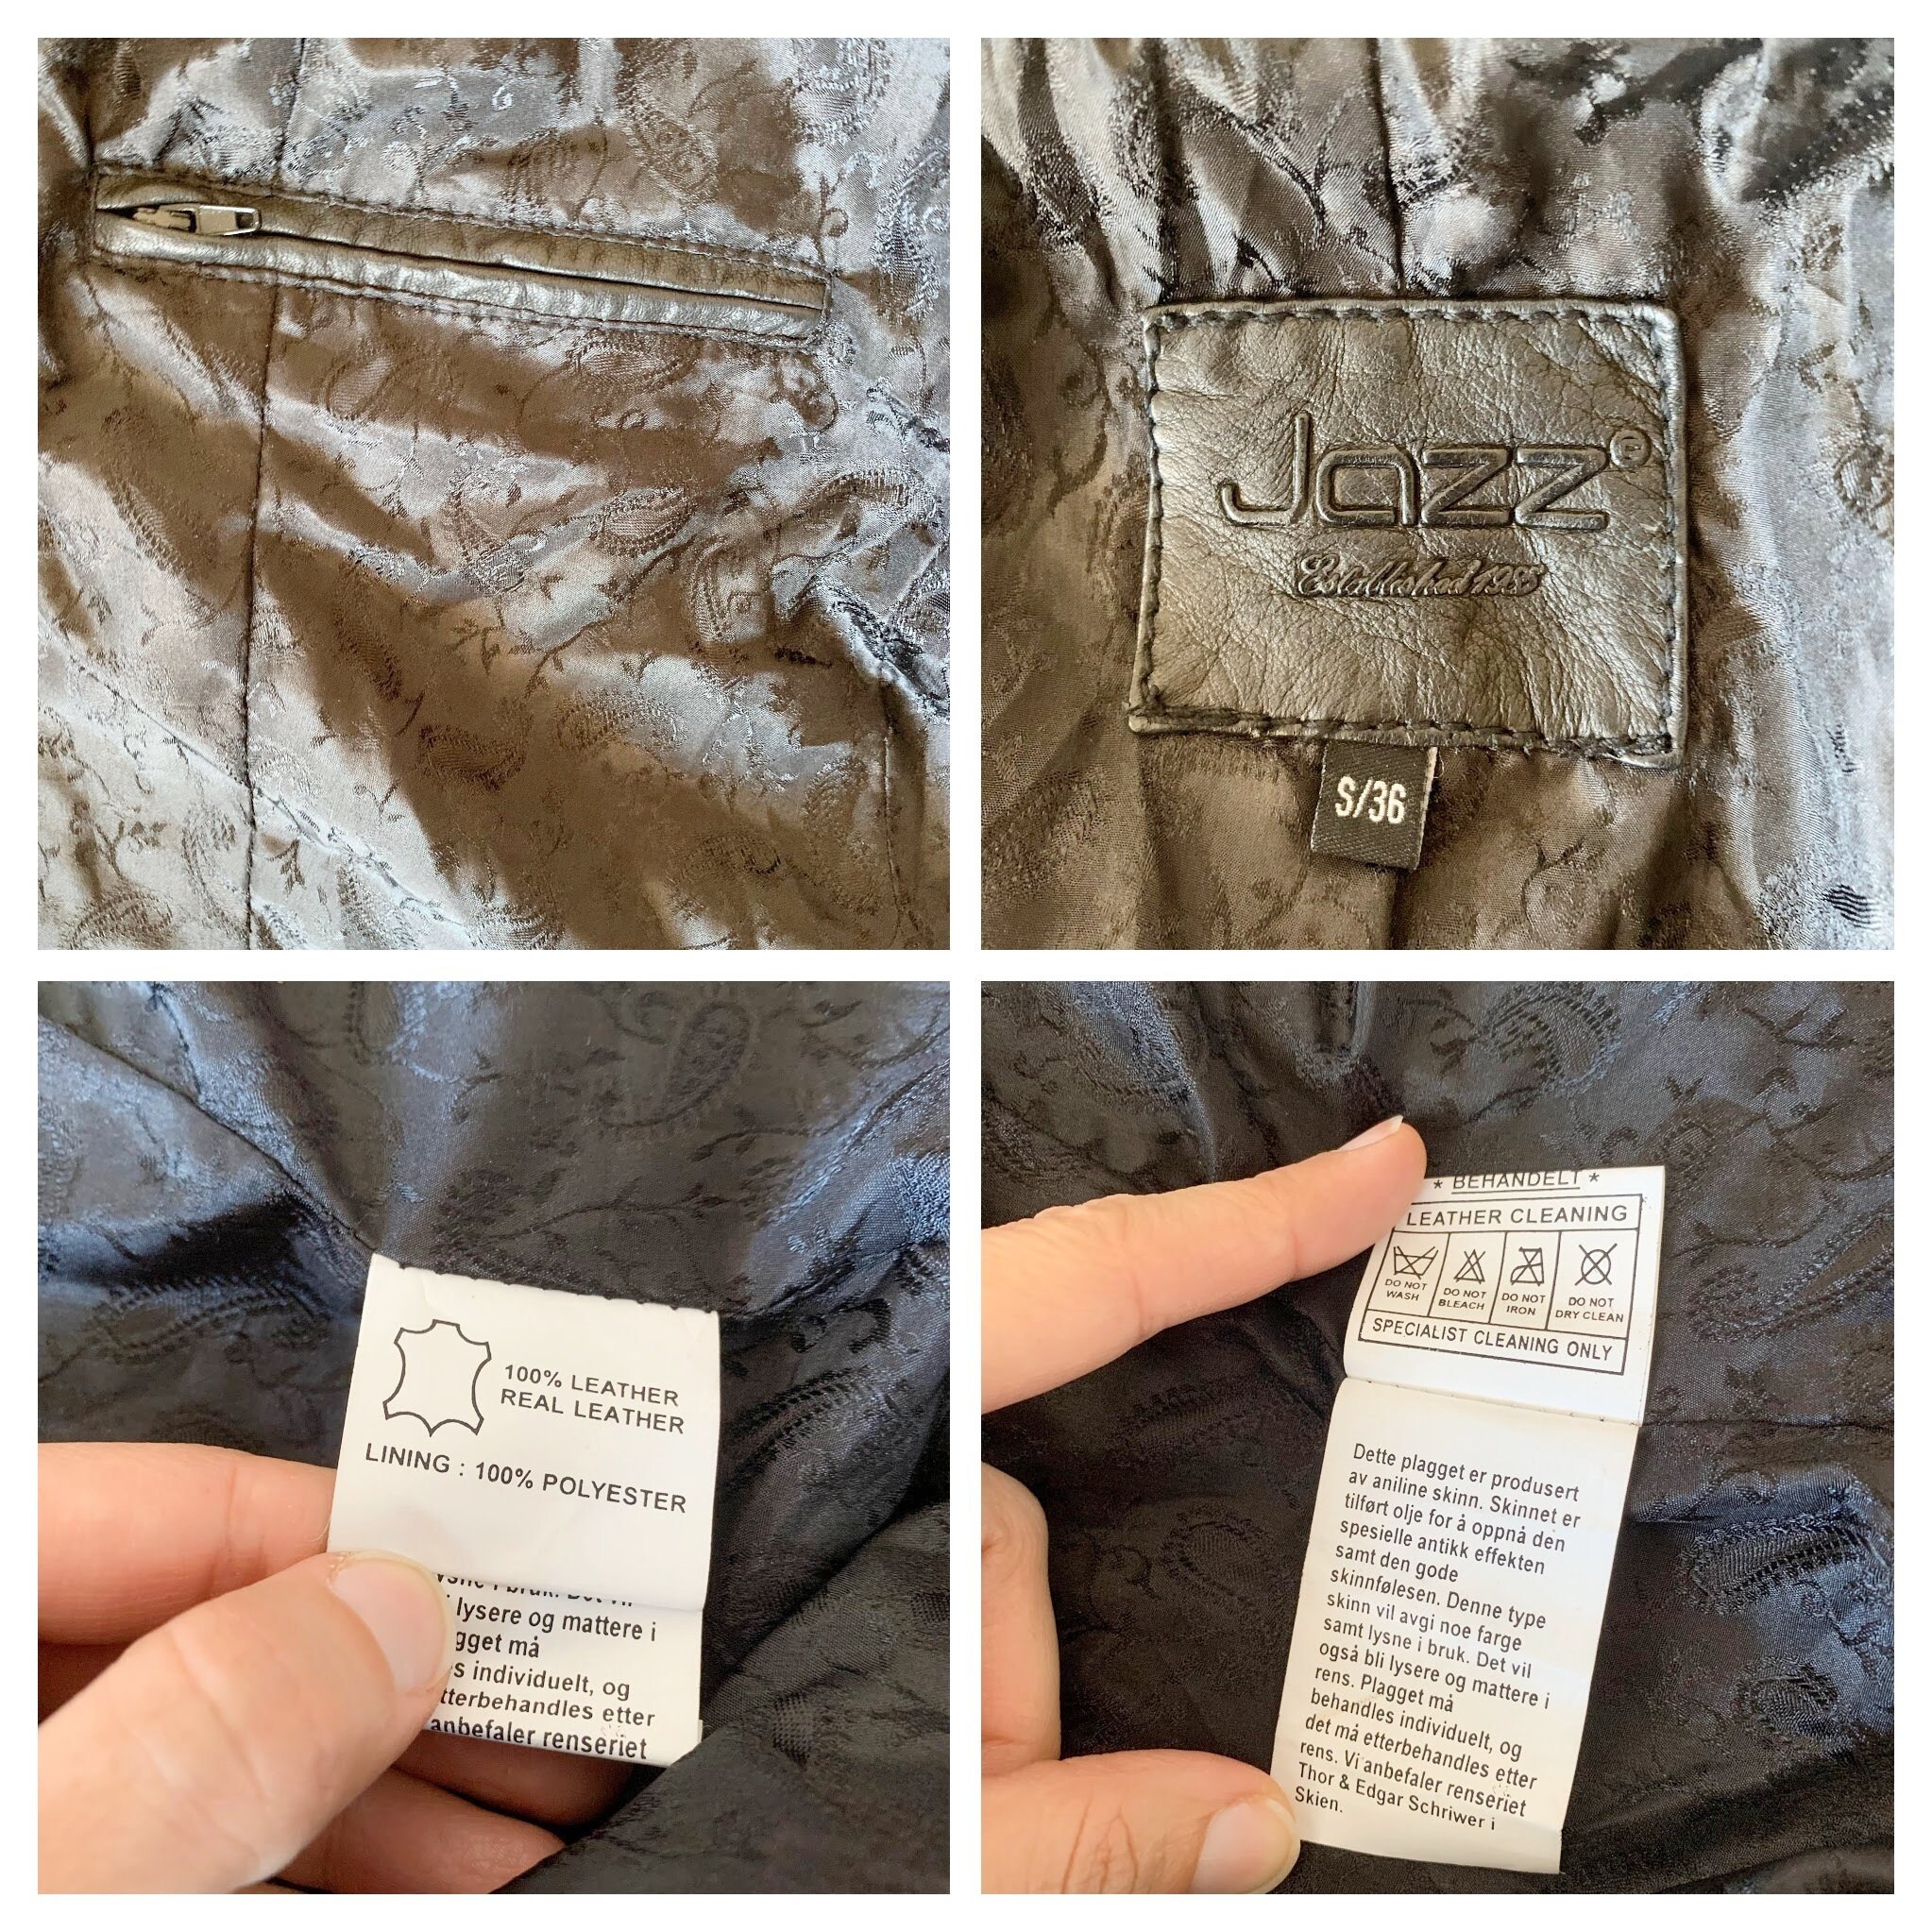 Jazz®
Established 1985
S/36
100% LEATHER
REAL LEATHER
LINING : 100% POLYESTER
lysere og mattere i
gget må
s individuelt, og
tterbehandles etter
anbefaler renseriet
* BEHANDELT *
LEATHER CLEANING
DO NOT WASH
DO NOT BLEACH
DO NOT IRON
DO NOT DRY CLEAN
SPECIALIST CLEANING ONLY
Dette plagget er produsert
av aniline skinn. Skinnet er
tilført olje for å oppnå den
spesielle antikk effekten
samt den gode
skinnfølesen. Denne type
skinn vil avgi noe farge
samt lysne i bruk. Det vil
også bli lysere og mattere i
rens. Plagget må
behandles individuelt, og
det må etterbehandles etter
rens. Vi anbefaler renseriet
Thor & Edgar Schriwer i
Skien.